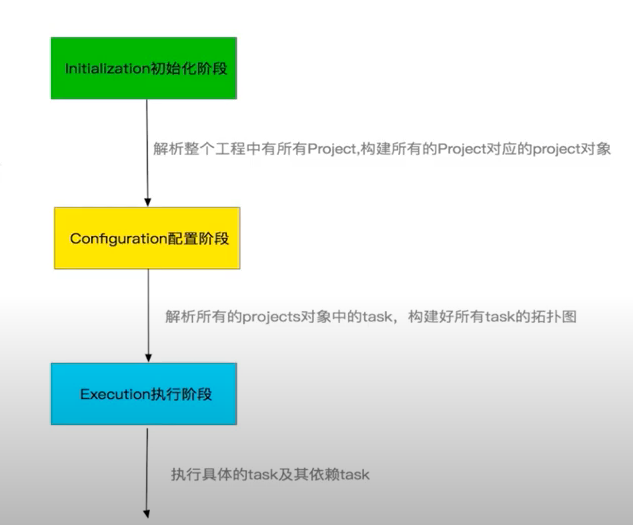 Initialization初始化阶段
解析整个工程中有所有Project,构建所有的Project对应的project对象
Configuration配置阶段
解析所有的projects对象中的task，构建好所有task的拓扑图
Execution执行阶段
执行具体的task及其依赖task